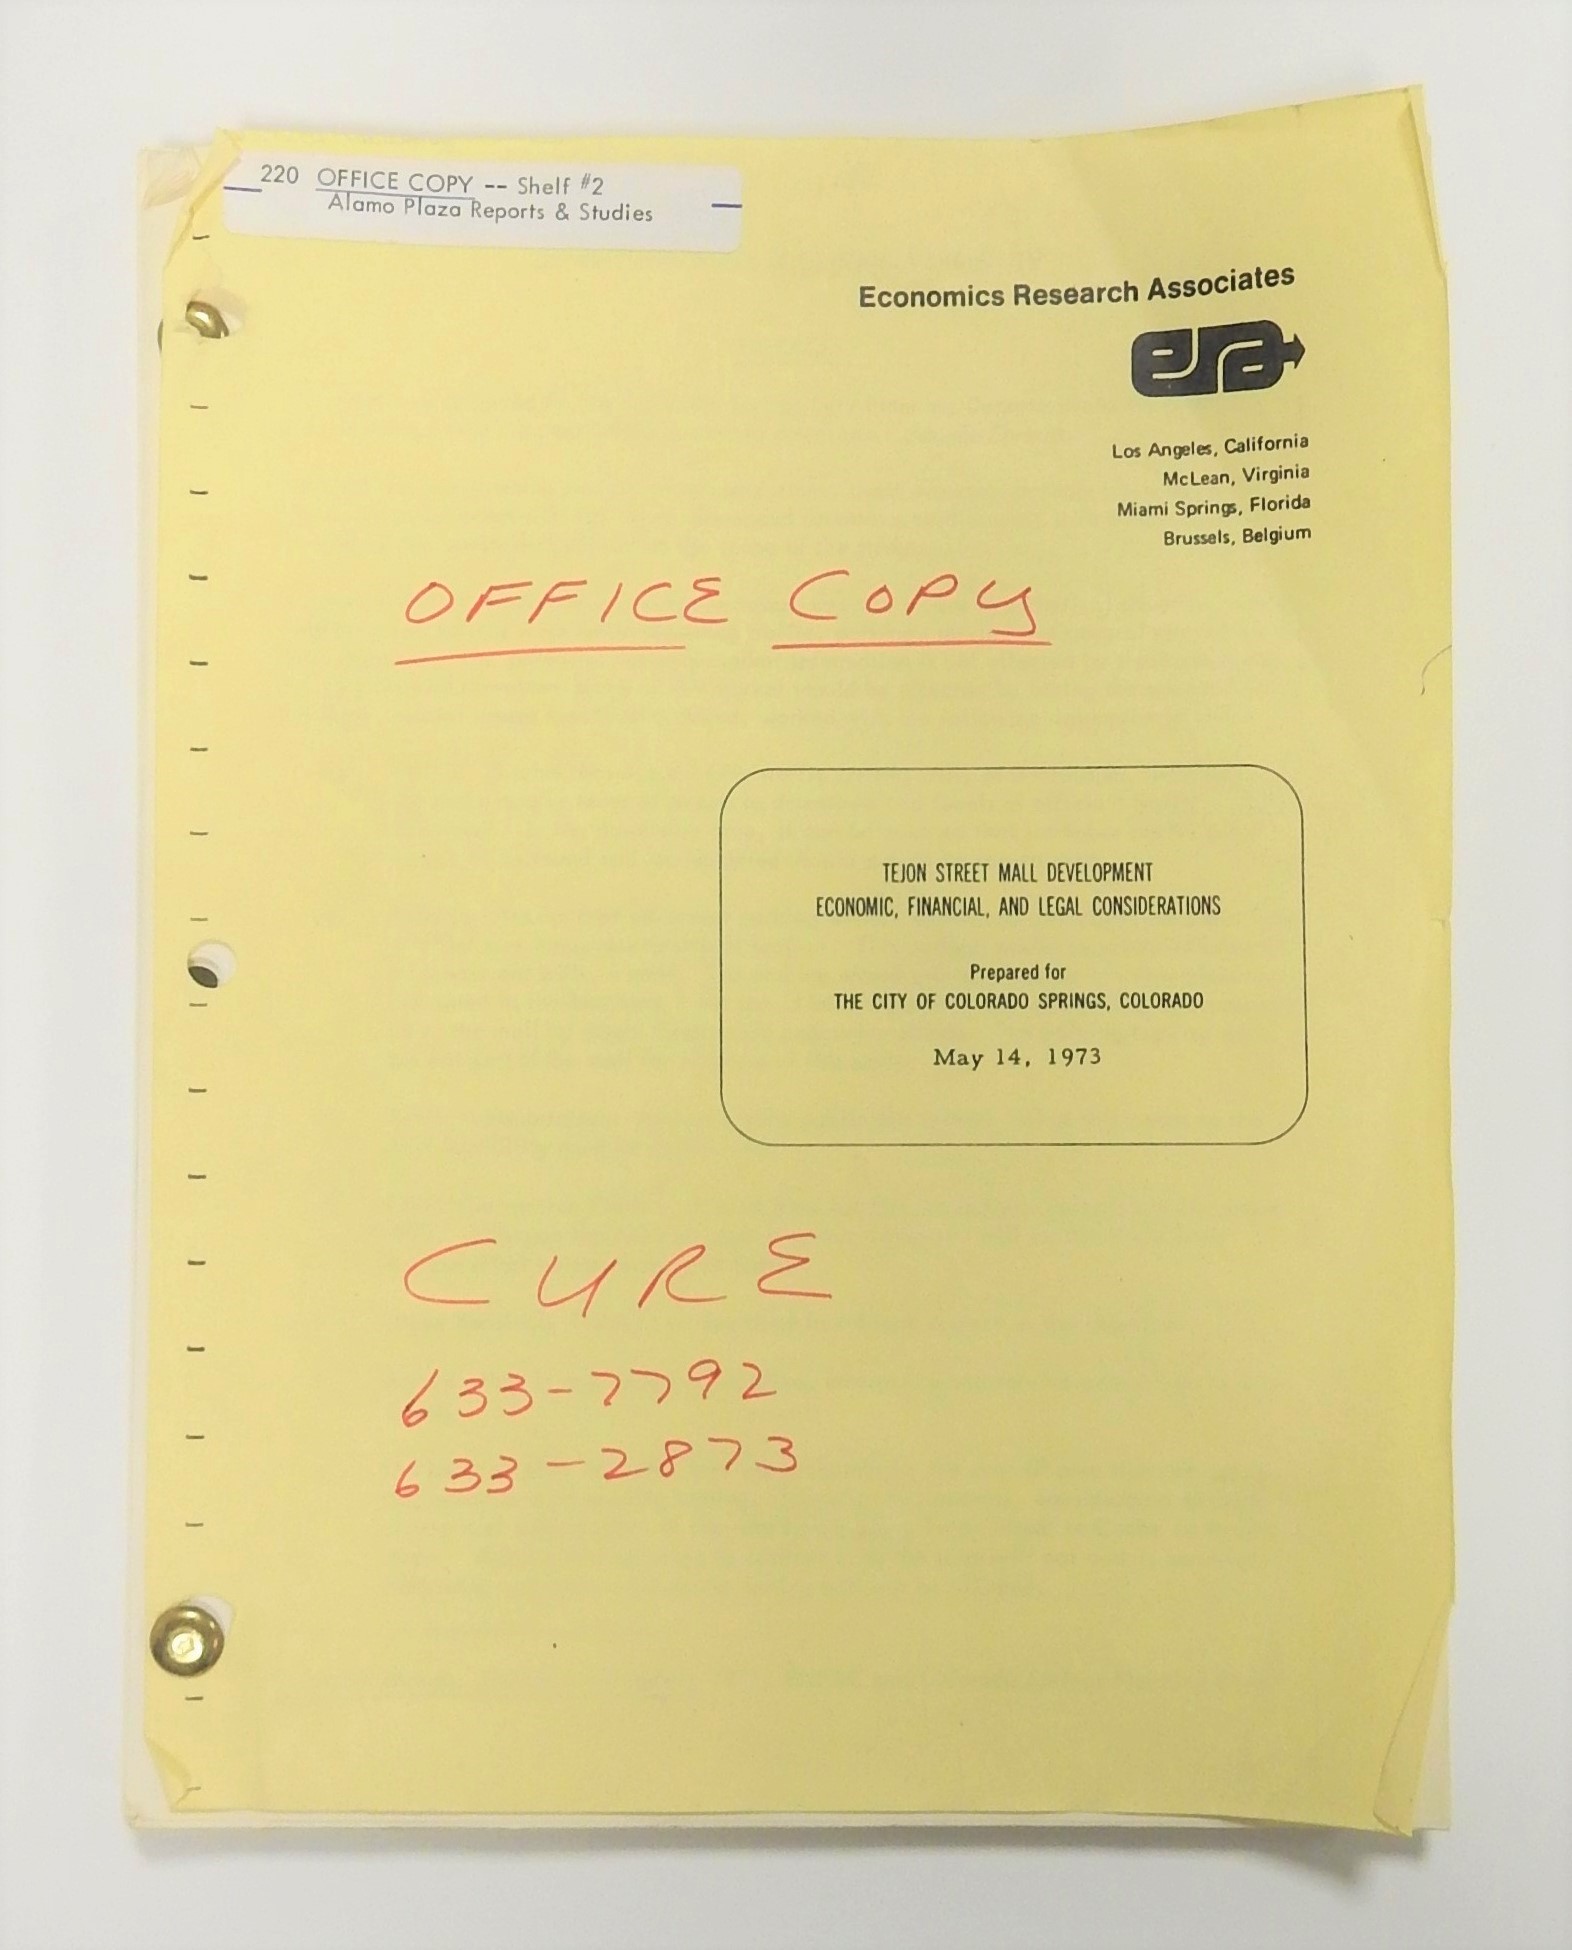 220 OFFICE COPY -- Shelf #2
Alamo Plaza Reports & Studies
Economics Research Associates
era
Los Angeles, California
McLean, Virginia
Miami Springs, Florida
Brussels, Belgium
OFFICE COPY
TEJON STREET MALL DEVELOPMENT
ECONOMIC, FINANCIAL, AND LEGAL CONSIDERATIONS
Prepared for
THE CITY OF COLORADO SPRINGS, COLORADO
May 14, 1973
CURE
633-7792
633-2873